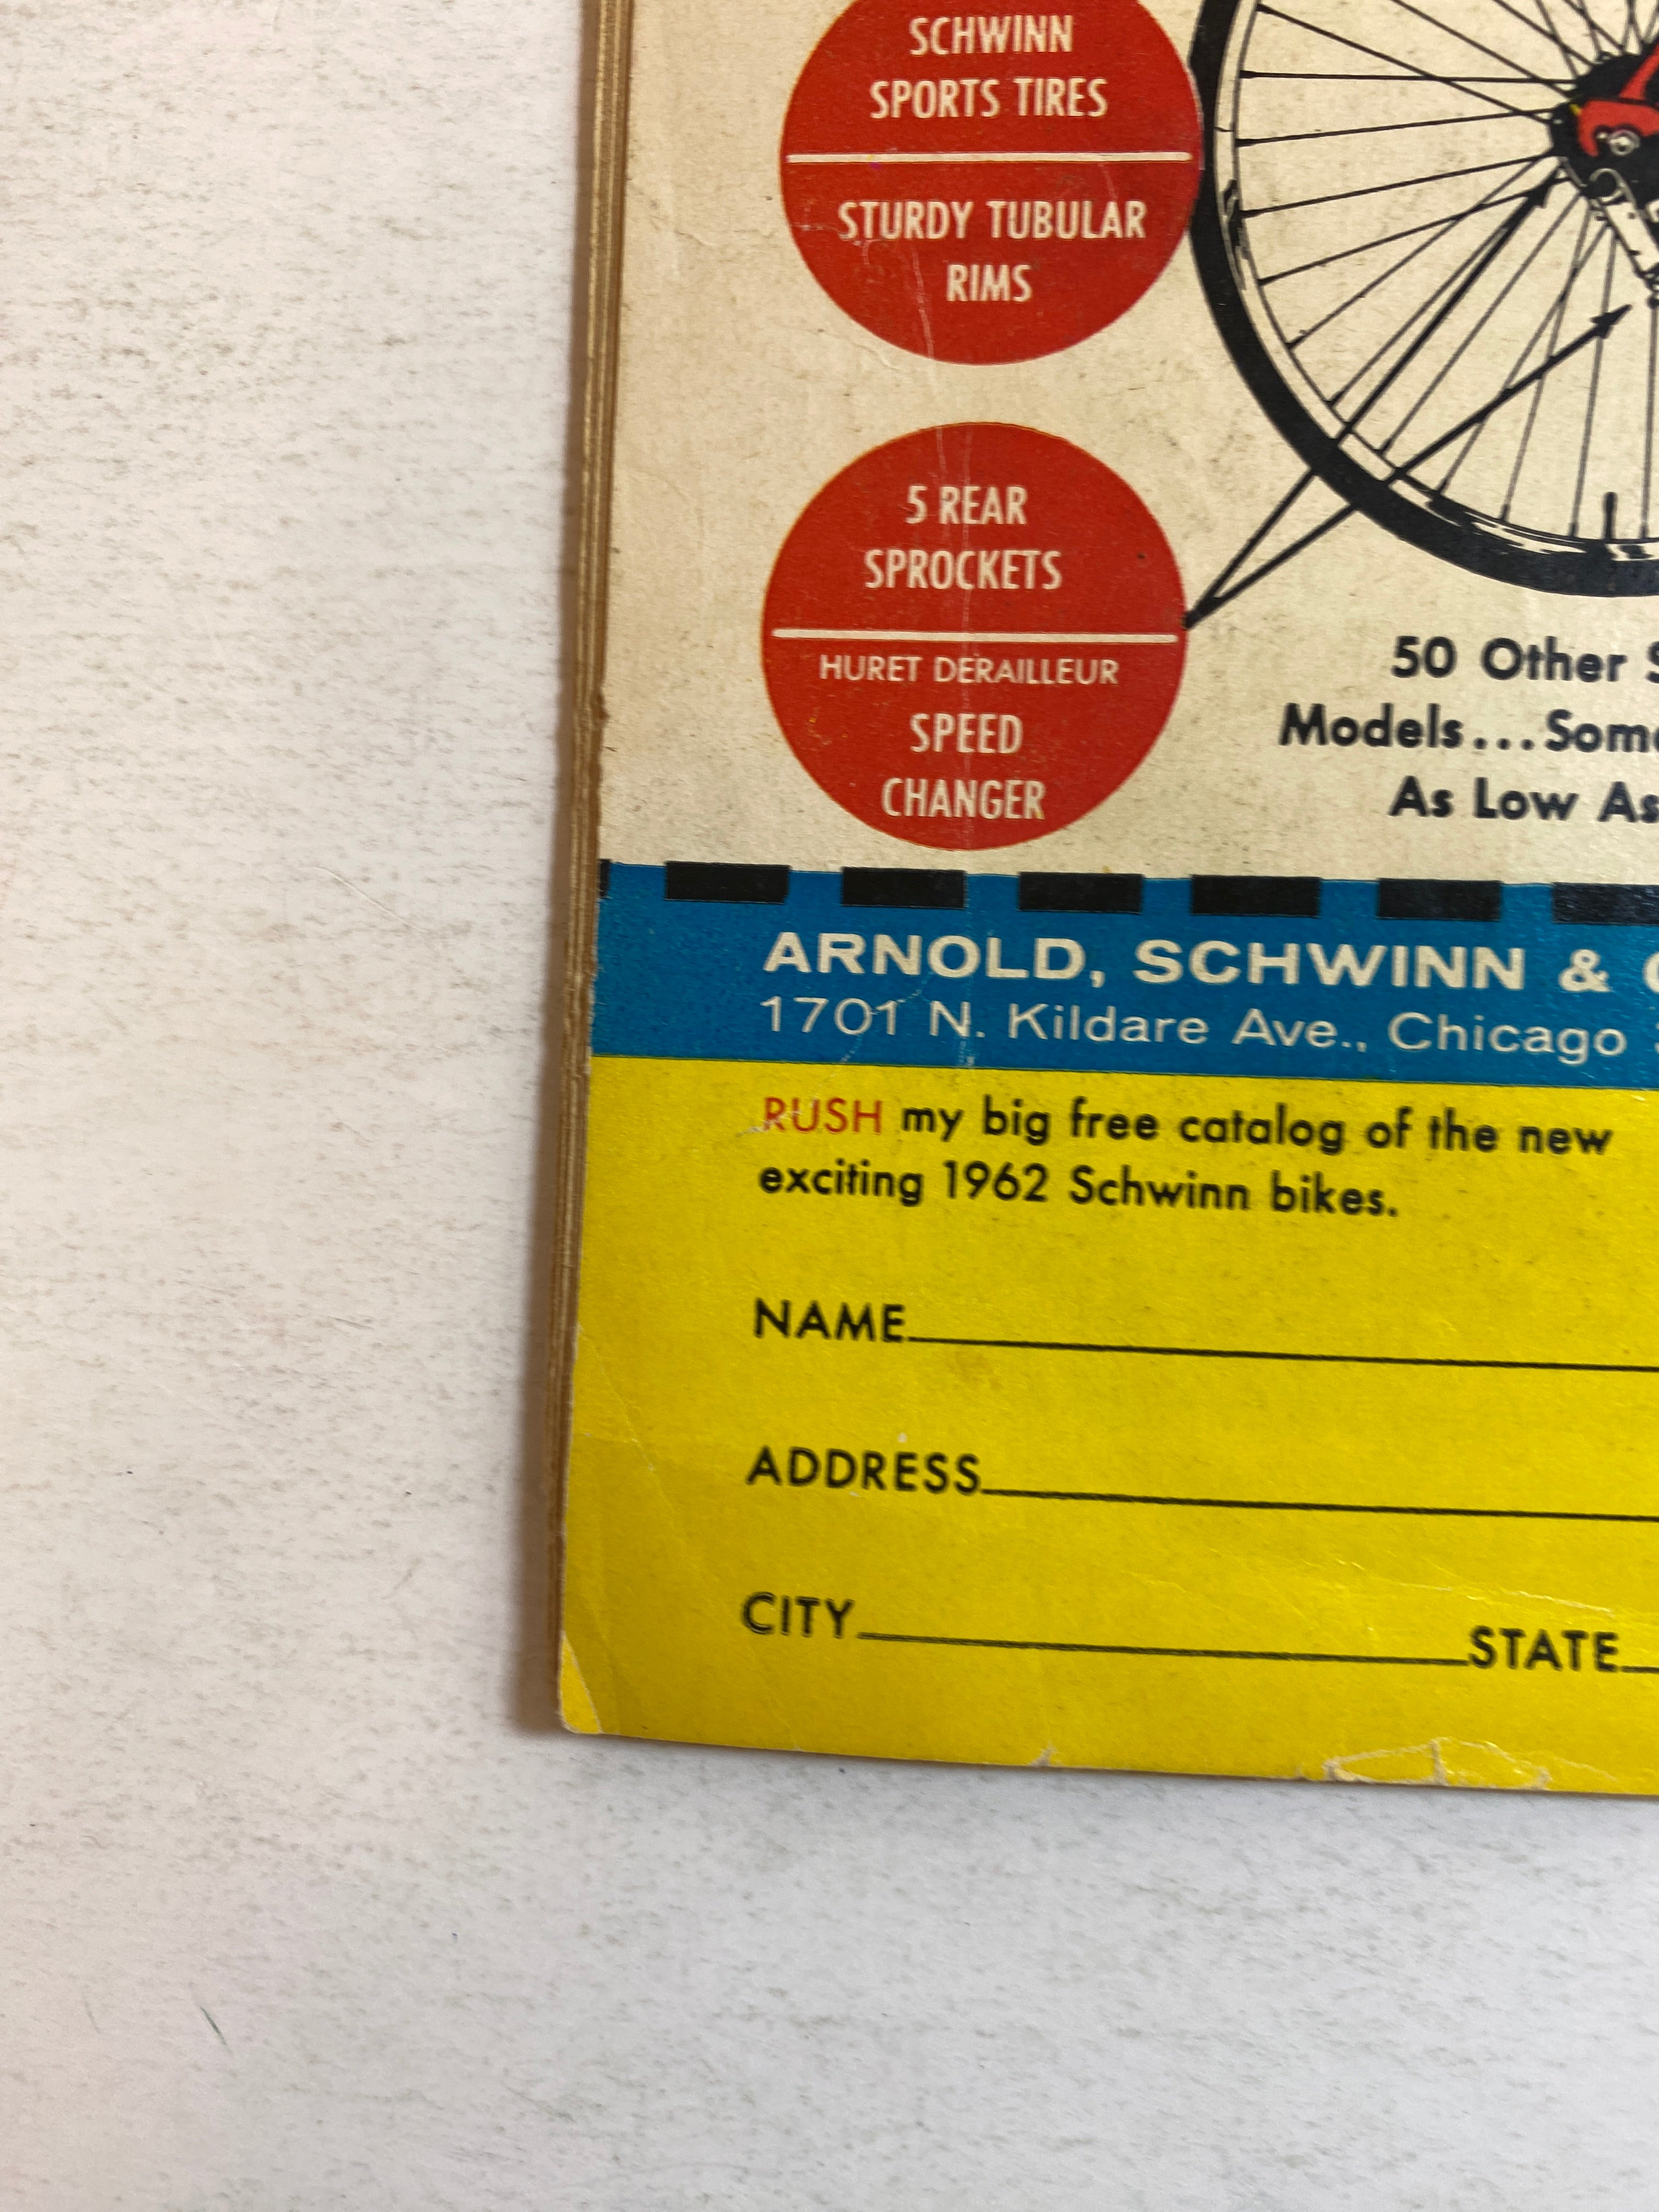 SCHWINN
SPORTS TIRES
STURDY TUBULAR
RIMS
5 REAR
SPROCKETS
HURET DERAILLEUR
SPEED
CHANGER
50 Other
Models...Some
As Low As
ARNOLD, SCHWINN &
1701 N. Kildare Ave., Chicago
RUSH my big free catalog of the new
exciting 1962 Schwinn bikes.
NAME
ADDRESS
CITY STATE